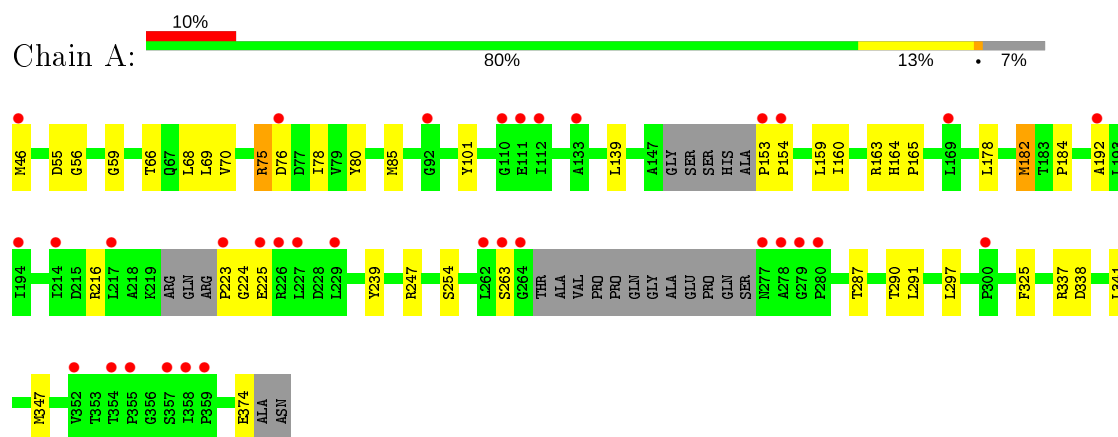 10%
Chain A:
80% 13% • 7%
M46 D55 G56 G59 T66 Q67 L68 L69 V70 R75 D76 D77 I78 V79 Y80 M85 G92 Y101 G110 E111 I112 A133 L139 A147 GLY SER SER HIS ALA P153 P154 L159 I160 R163 H164 P165 L169 L178 M182 T183 P184 A192 L193
I194 I214 D215 R216 L217 A218 K219 ARG GLN ARG P223 G224 E225 R226 L227 D228 L229 Y239 R247 S254 L262 S263 G264 THR ALA VAL PRO PRO GLN GLY ALA GLU PRO GLN SER N277 A278 G279 P280 T287 T290 L291 L297 P300 F325 R337 D338 L341
M347 V352 T353 T354 P355 G356 S357 I358 P359 E374 ALA ASN